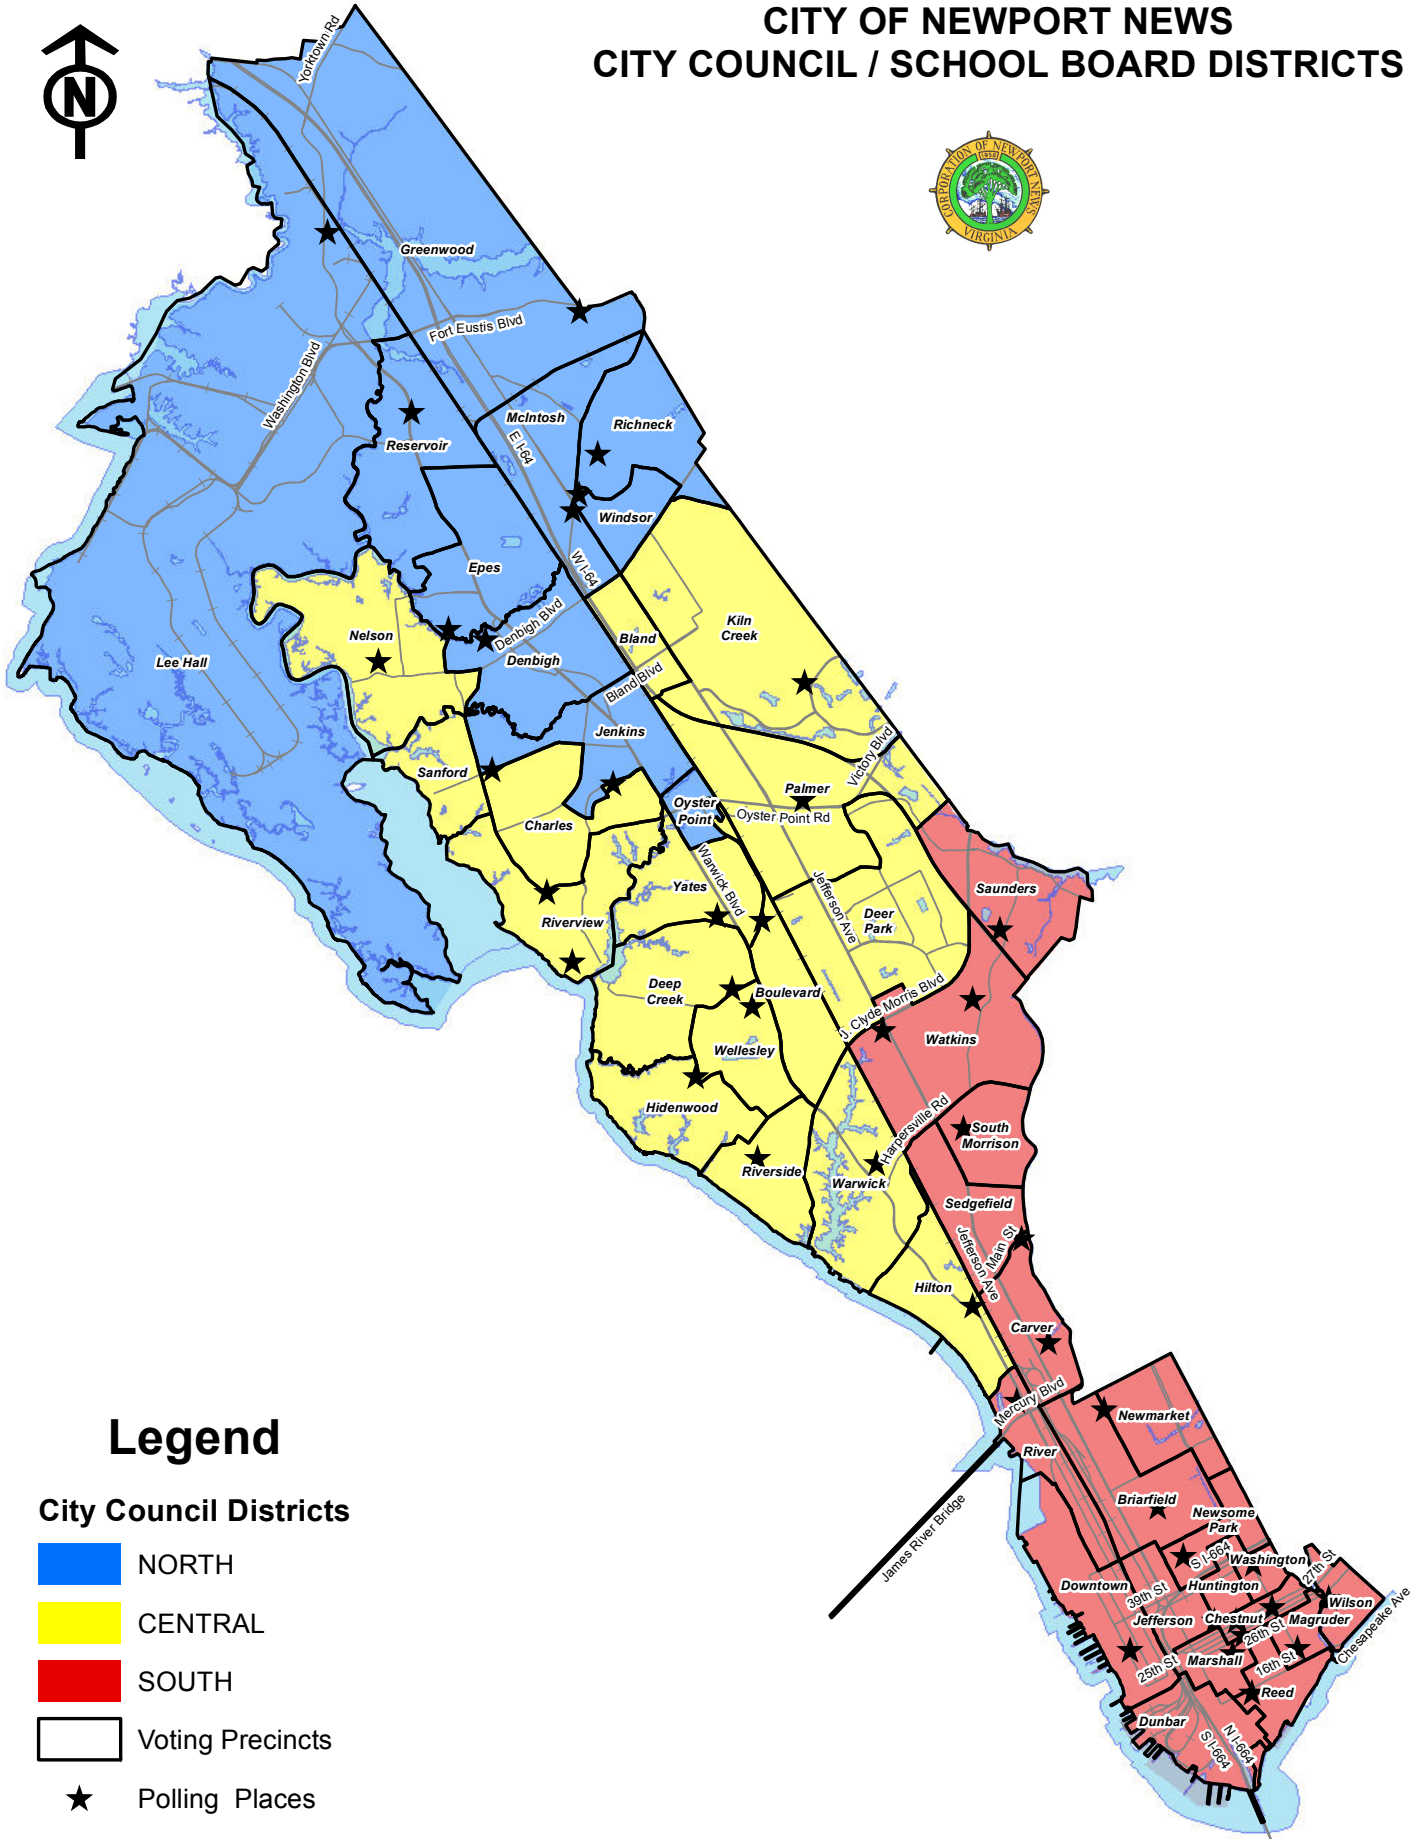 CITY OF NEWPORT NEWS
CITY COUNCIL / SCHOOL BOARD DISTRICTS
N
CORPORATION OF NEWPORT NEWS
1958
VIRGINIA
Yorktown Rd
Greenwood
Fort Eustis Blvd
Washington Blvd
McIntosh
Richneck
Reservoir
E I-64
Windsor
Epes
W I-64
Denbigh Blvd
Nelson
Lee Hall
Denbigh
Bland
Kiln
Creek
Bland Blvd
Jenkins
Victory Blvd
Sanford
Palmer
Oyster
Point
Oyster Point Rd
Charles
Warwick Blvd
Yates
Jefferson Ave
Saunders
Deer
Park
Riverview
Deep
Creek
Boulevard
J. Clyde Morris Blvd
Watkins
Wellesley
Hidenwood
Harpersville Rd
South
Morrison
Riverside
Warwick
Sedgefield
Jefferson Ave
Main St
Hilton
Carver
Mercury Blvd
Newmarket
River
James River Bridge
Briarfield
Newsome
Park
S I-664
Washington
27th St
Downtown
39th St
Huntington
Wilson
Jefferson
Chestnut
Magruder
26th St
Chesapeake Ave
25th St
Marshall
16th St
Reed
Dunbar
S I-664
N I-664
Legend
City Council Districts
NORTH
CENTRAL
SOUTH
Voting Precincts
Polling Places